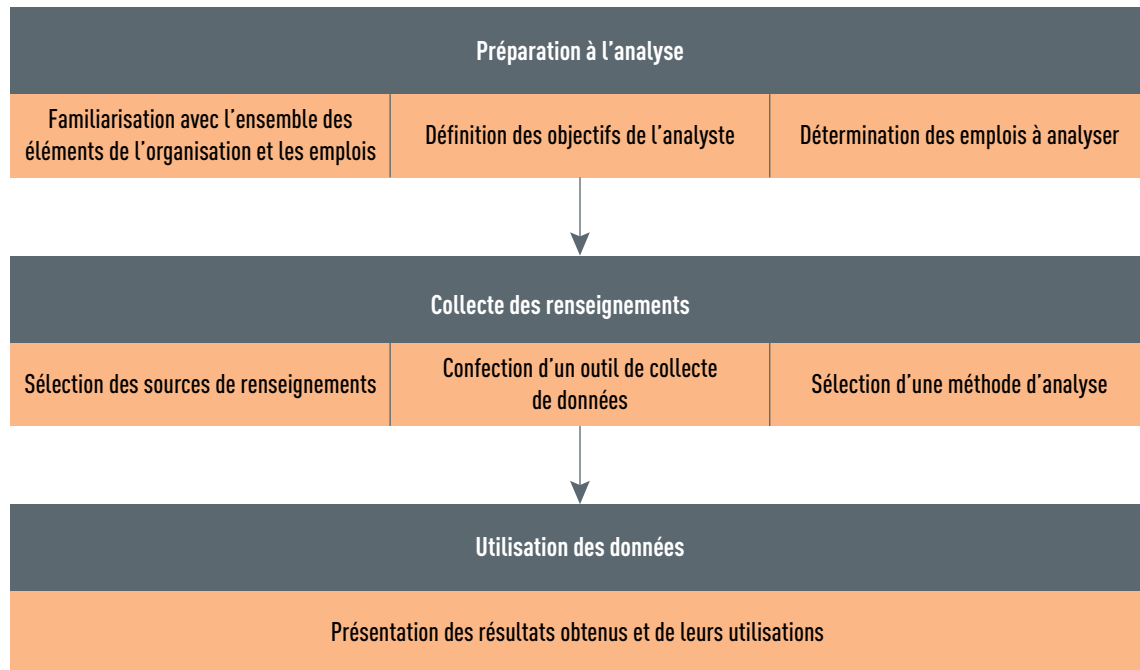 Préparation à l’analyse
Familiarisation avec l’ensemble des
éléments de l’organisation et les emplois
Définition des objectifs de l’analyste
Détermination des emplois à analyser
Collecte des renseignements
Sélection des sources de renseignements
Confection d’un outil de collecte
de données
Sélection d’une méthode d’analyse
Utilisation des données
Présentation des résultats obtenus et de leurs utilisations